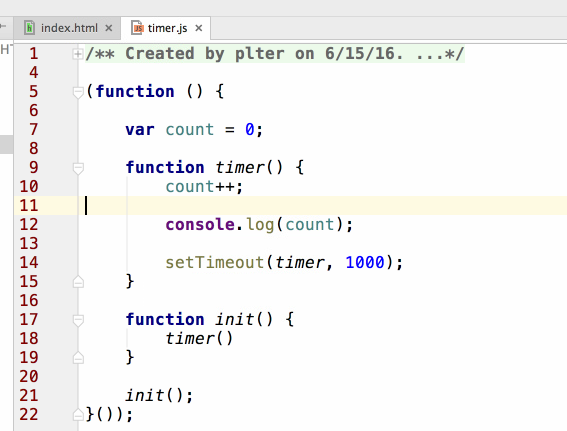 index.html × timer.js ×
HT
1 /** Created by plter on 6/15/16. ...*/
4
5 (function () {
6
7 var count = 0;
8
9 function timer() {
10 count++;
11
12 console.log(count);
13
14 setTimeout(timer, 1000);
15 }
16
17 function init() {
18 timer()
19 }
20
21 init();
22 }());